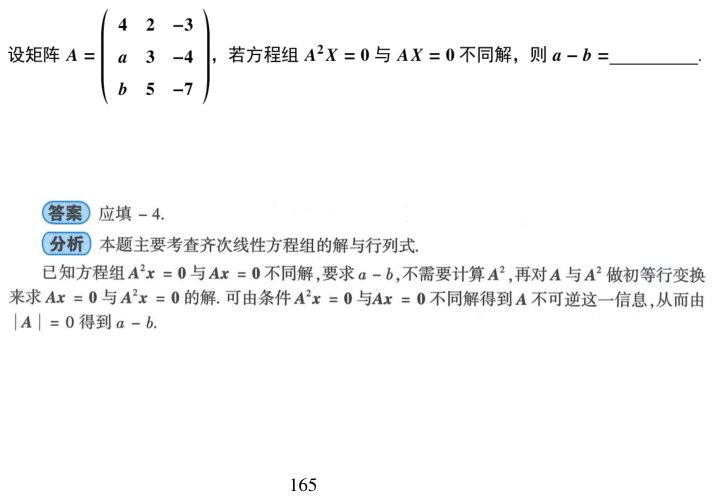 设矩阵 A = ( 4 2 -3
a 3 -4
b 5 -7 ), 若方程组 A²X = 0 与 AX = 0 不同解, 则 a - b =__________.
答案 应填 - 4.
分析 本题主要考查齐次线性方程组的解与行列式.
已知方程组 A²x = 0 与 Ax = 0 不同解,要求 a - b,不需要计算 A²,再对 A 与 A² 做初等行变换
来求 Ax = 0 与 A²x = 0 的解. 可由条件 A²x = 0 与 Ax = 0 不同解得到 A 不可逆这一信息,从而由
| A | = 0 得到 a - b.
165